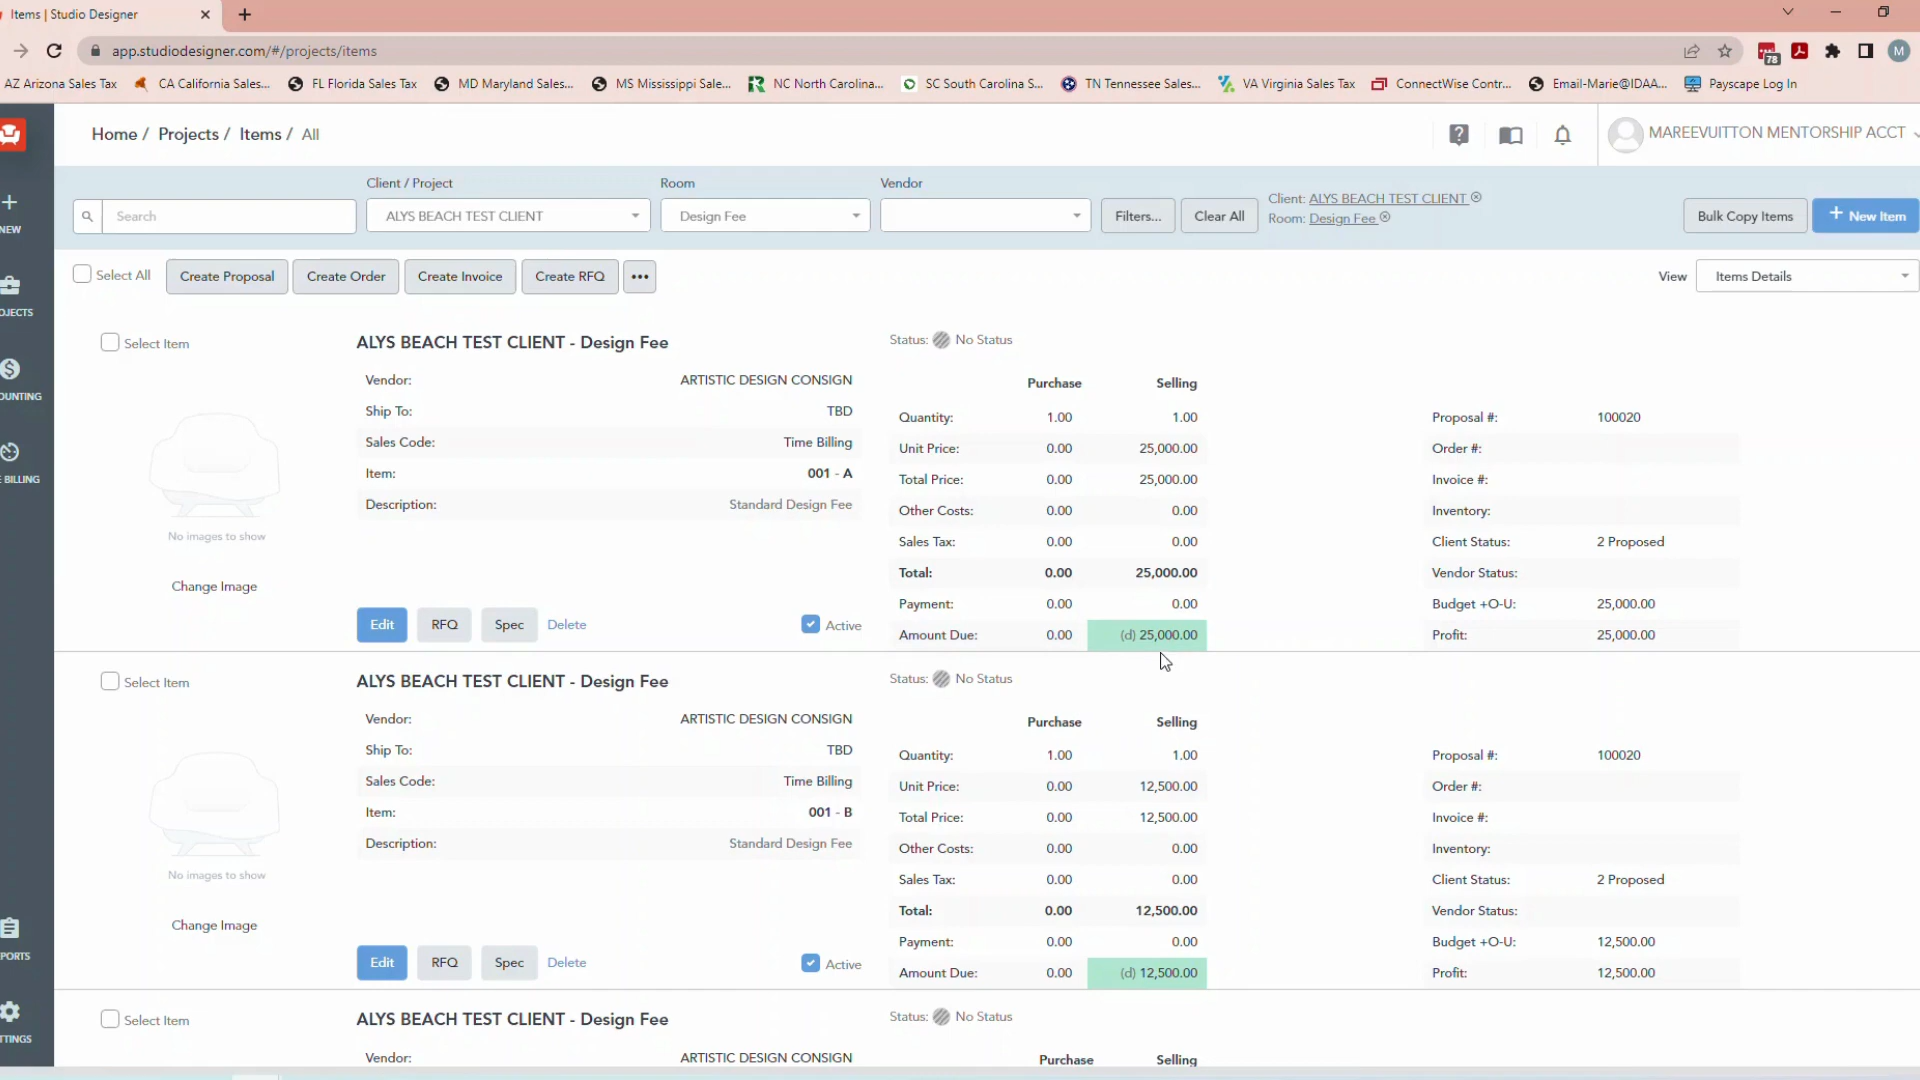 Items | Studio Designer
app.studiodesigner.com/#/projects/items
78
M
AZ Arizona Sales Tax
CA California Sales...
FL Florida Sales Tax
MD Maryland Sales...
MS Mississippi Sale...
NC North Carolina...
SC South Carolina S...
TN Tennessee Sales...
VA Virginia Sales Tax
ConnectWise Contr...
Email-Marie@IDAA...
Payscape Log In
Home / Projects / Items / All
MAREEVUITTON MENTORSHIP ACCT
NEW
OJECTS
OUNTING
E BILLING
PORTS
TTINGS
Client / Project
Room
Vendor
Search
ALYS BEACH TEST CLIENT
Design Fee
Filters...
Clear All
Client: ALYS BEACH TEST CLIENT
Room: Design Fee
Bulk Copy Items
+ New Item
Select All
Create Proposal
Create Order
Create Invoice
Create RFQ
•••
View
Items Details
Select Item
ALYS BEACH TEST CLIENT - Design Fee
Status: No Status
No images to show
Change Image
Vendor: ARTISTIC DESIGN CONSIGN
Ship To: TBD
Sales Code: Time Billing
Item: 001 - A
Description: Standard Design Fee
Edit
RFQ
Spec
Delete
Active
Purchase Selling
Quantity: 1.00 1.00
Unit Price: 0.00 25,000.00
Total Price: 0.00 25,000.00
Other Costs: 0.00 0.00
Sales Tax: 0.00 0.00
Total: 0.00 25,000.00
Payment: 0.00 0.00
Amount Due: 0.00 (d) 25,000.00
Proposal #: 100020
Order #:
Invoice #:
Inventory:
Client Status: 2 Proposed
Vendor Status:
Budget +O-U: 25,000.00
Profit: 25,000.00
Select Item
ALYS BEACH TEST CLIENT - Design Fee
Status: No Status
No images to show
Change Image
Vendor: ARTISTIC DESIGN CONSIGN
Ship To: TBD
Sales Code: Time Billing
Item: 001 - B
Description: Standard Design Fee
Edit
RFQ
Spec
Delete
Active
Purchase Selling
Quantity: 1.00 1.00
Unit Price: 0.00 12,500.00
Total Price: 0.00 12,500.00
Other Costs: 0.00 0.00
Sales Tax: 0.00 0.00
Total: 0.00 12,500.00
Payment: 0.00 0.00
Amount Due: 0.00 (d) 12,500.00
Proposal #: 100020
Order #:
Invoice #:
Inventory:
Client Status: 2 Proposed
Vendor Status:
Budget +O-U: 12,500.00
Profit: 12,500.00
Select Item
ALYS BEACH TEST CLIENT - Design Fee
Status: No Status
Vendor: ARTISTIC DESIGN CONSIGN
Purchase Selling